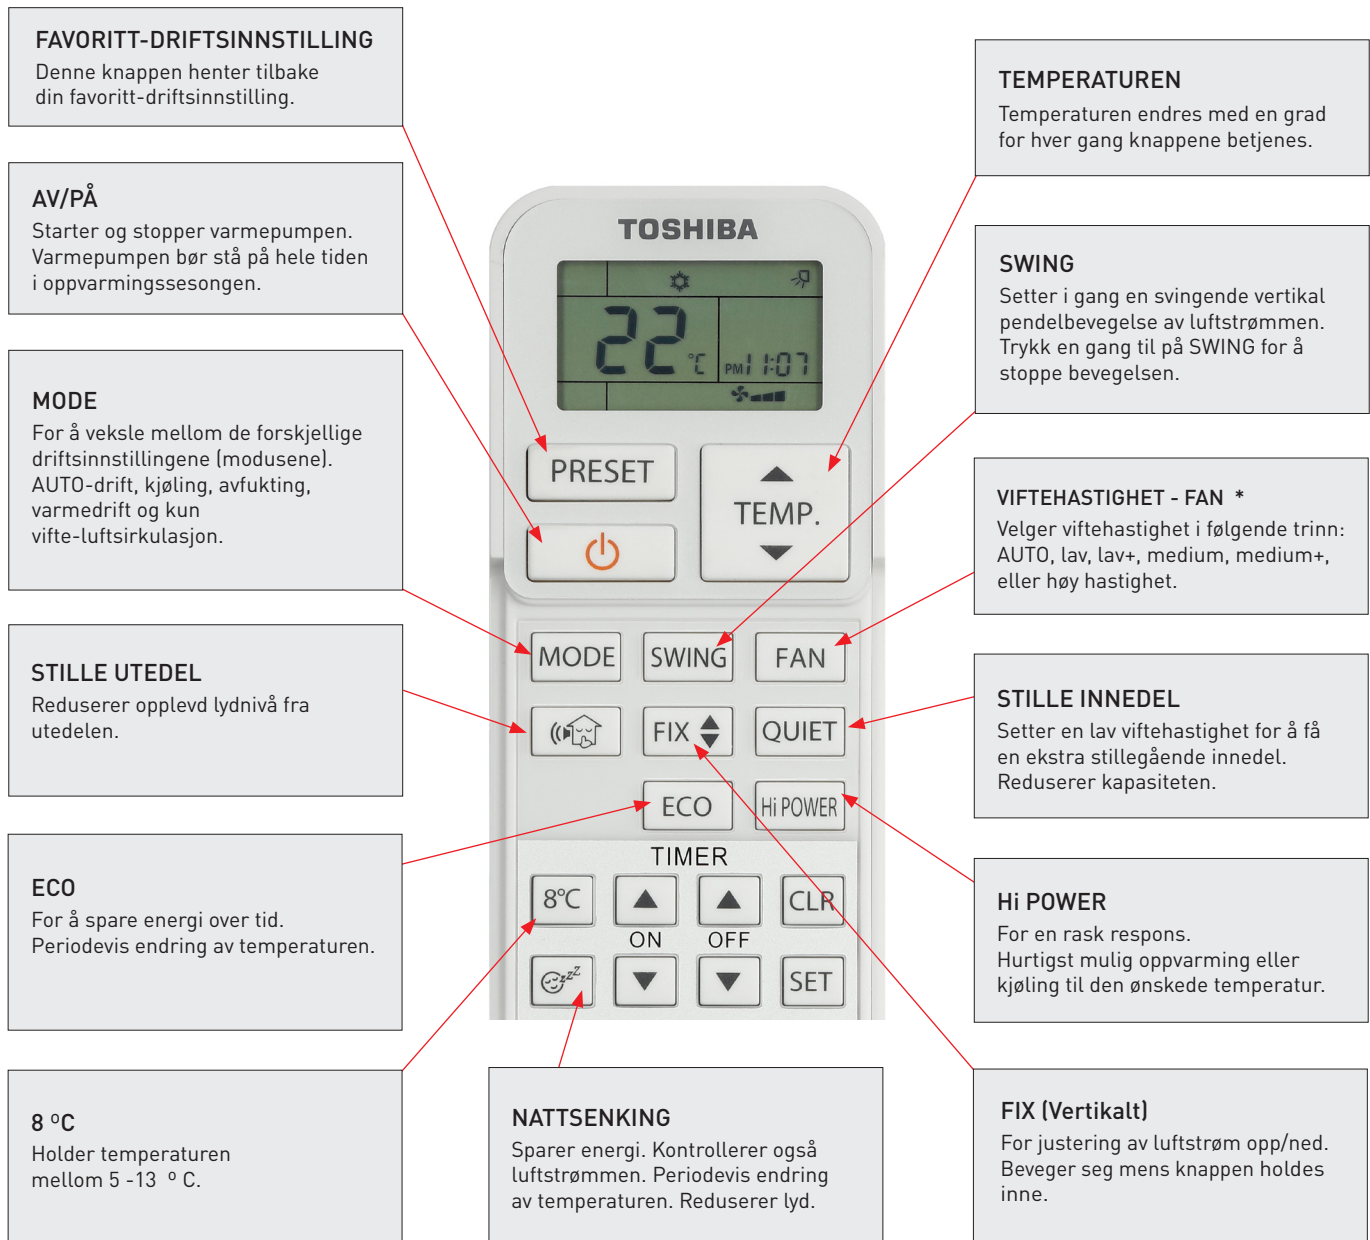 FAVORITT-DRIFTSINNSTILLING
Denne knappen henter tilbake
din favoritt-driftsinnstilling.
AV/PÅ
Starter og stopper varmepumpen.
Varmepumpen bør stå på hele tiden
i oppvarmingssesongen.
MODE
For å veksle mellom de forskjellige
driftsinnstillingene (modusene).
AUTO-drift, kjøling, avfukting,
varmedrift og kun
vifte-luftsirkulasjon.
STILLE UTEDEL
Reduserer opplevd lydnivå fra
utedelen.
ECO
For å spare energi over tid.
Periodevis endring av temperaturen.
8 ºC
Holder temperaturen
mellom 5 -13 º C.
TOSHIBA
22 °C
PM 11:07
PRESET
TEMP.
MODE SWING FAN
FIX QUIET
ECO Hi POWER
TIMER
8°C CLR
ON OFF
zzZ SET
NATTSENKING
Sparer energi. Kontrollerer også
luftstrømmen. Periodevis endring
av temperaturen. Reduserer lyd.
TEMPERATUREN
Temperaturen endres med en grad
for hver gang knappene betjenes.
SWING
Setter i gang en svingende vertikal
pendelbevegelse av luftstrømmen.
Trykk en gang til på SWING for å
stoppe bevegelsen.
VIFTEHASTIGHET - FAN *
Velger viftehastighet i følgende trinn:
AUTO, lav, lav+, medium, medium+,
eller høy hastighet.
STILLE INNEDEL
Setter en lav viftehastighet for å få
en ekstra stillegående innedel.
Reduserer kapasiteten.
Hi POWER
For en rask respons.
Hurtigst mulig oppvarming eller
kjøling til den ønskede temperatur.
FIX (Vertikalt)
For justering av luftstrøm opp/ned.
Beveger seg mens knappen holdes
inne.